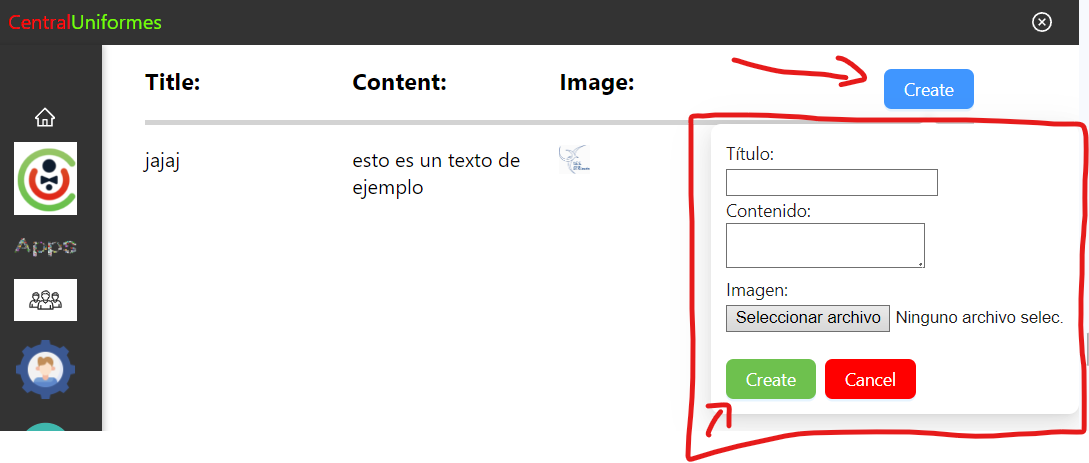 CentralUniformes
Title: Content: Image: Create
jajaj esto es un texto de
ejemplo
Apps
Título:
Contenido:
Imagen:
Seleccionar archivo Ninguno archivo selec.
Create Cancel